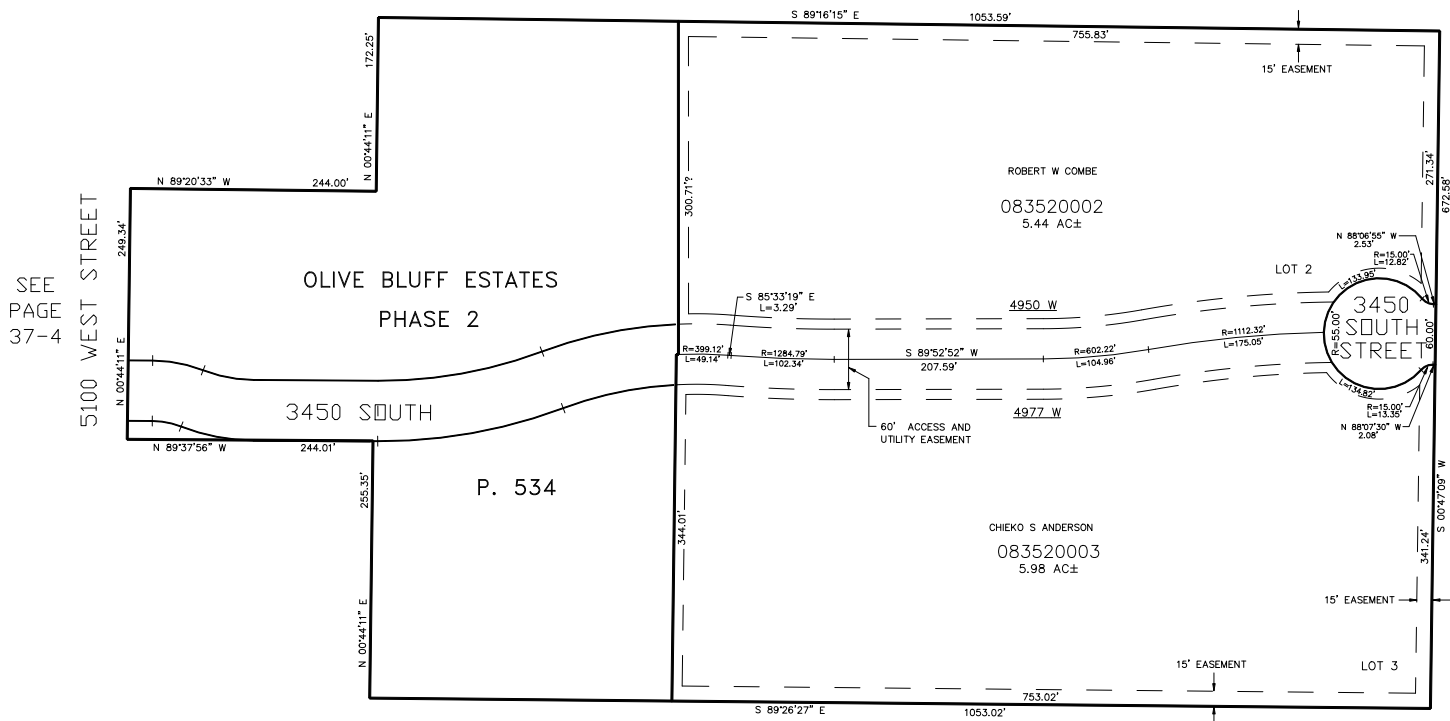 S 89°16'15" E
1053.59'
755.83'
15' EASEMENT
172.25'
N 00°44'11" E
N 89°20'33" W
244.00'
249.34'
N 00°44'11" E
5100 WEST STREET
SEE
PAGE
37-4
OLIVE BLUFF ESTATES
PHASE 2
3450 SOUTH
N 89°37'56" W
244.01'
255.35'
N 00°44'11" E
P. 534
300.71'?
344.01'
ROBERT W COMBE
083520002
5.44 AC±
LOT 2
271.34'
672.58'
N 88°06'55" W
2.53'
R=15.00'
L=12.82'
L=133.95'
3450
SOUTH
STREET
R=55.00'
60.00'
L=134.82'
R=15.00'
L=13.35'
N 88°07'30" W
2.08'
S 85°33'19" E
L=3.29'
4950 W
R=399.12'
L=49.14'
R=1284.79'
L=102.34'
S 89°52'52" W
207.59'
R=602.22'
L=104.96'
R=1112.32'
L=175.05'
4977 W
60' ACCESS AND
UTILITY EASEMENT
CHIEKO S ANDERSON
083520003
5.98 AC±
S 00°47'09" W
341.24'
15' EASEMENT
15' EASEMENT
LOT 3
753.02'
S 89°26'27" E
1053.02'